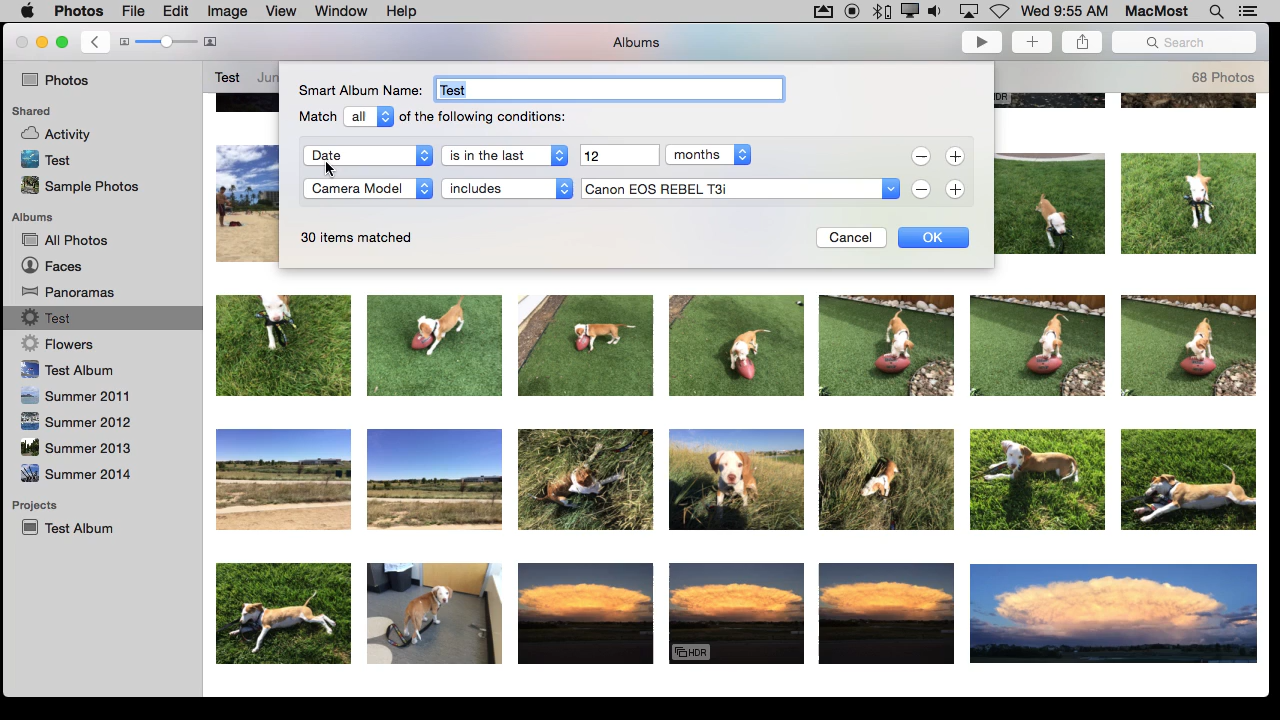 Photos File Edit Image View Window Help Wed 9:55 AM MacMost
Albums
Search
Photos
Shared
Activity
Test
Sample Photos
Albums
All Photos
Faces
Panoramas
Test
Flowers
Test Album
Summer 2011
Summer 2012
Summer 2013
Summer 2014
Projects
Test Album
Test Jun 68 Photos
Smart Album Name: Test
Match all of the following conditions:
Date is in the last 12 months
Camera Model includes Canon EOS REBEL T3i
30 items matched Cancel OK
HDR
HDR